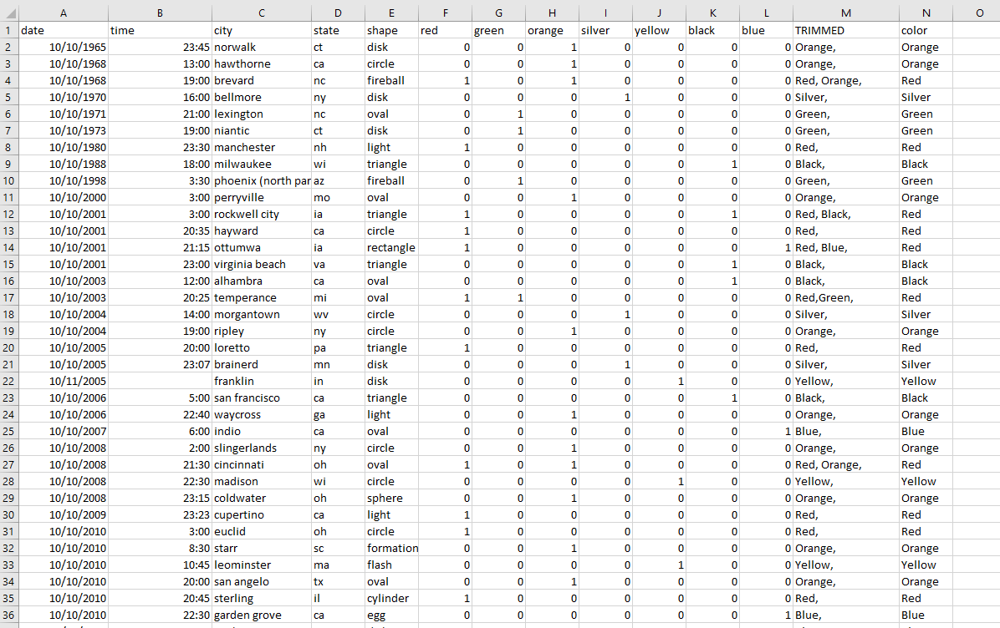 A B C D E F G H I J K L M N O
1 date time city state shape red green orange silver yellow black blue TRIMMED color
2 10/10/1965 23:45 norwalk ct disk 0 0 1 0 0 0 0 Orange, Orange
3 10/10/1968 13:00 hawthorne ca circle 0 0 1 0 0 0 0 Orange, Orange
4 10/10/1968 19:00 brevard nc fireball 1 0 1 0 0 0 0 Red, Orange, Red
5 10/10/1970 16:00 bellmore ny disk 0 0 0 1 0 0 0 Silver, Silver
6 10/10/1971 21:00 lexington nc oval 0 1 0 0 0 0 0 Green, Green
7 10/10/1973 19:00 niantic ct disk 0 1 0 0 0 0 0 Green, Green
8 10/10/1980 23:30 manchester nh light 1 0 0 0 0 0 0 Red, Red
9 10/10/1988 18:00 milwaukee wi triangle 0 0 0 0 0 1 0 Black, Black
10 10/10/1998 3:30 phoenix (north par az fireball 0 1 0 0 0 0 0 Green, Green
11 10/10/2000 3:00 perryville mo oval 0 0 1 0 0 0 0 Orange, Orange
12 10/10/2001 3:00 rockwell city ia triangle 1 0 0 0 0 1 0 Red, Black, Red
13 10/10/2001 20:35 hayward ca circle 1 0 0 0 0 0 0 Red, Red
14 10/10/2001 21:15 ottumwa ia rectangle 1 0 0 0 0 0 1 Red, Blue, Red
15 10/10/2001 23:00 virginia beach va triangle 0 0 0 0 0 1 0 Black, Black
16 10/10/2003 12:00 alhambra ca oval 0 0 0 0 0 1 0 Black, Black
17 10/10/2003 20:25 temperance mi oval 1 1 0 0 0 0 0 Red,Green, Red
18 10/10/2004 14:00 morgantown wv circle 0 0 0 1 0 0 0 Silver, Silver
19 10/10/2004 19:00 ripley ny circle 0 0 1 0 0 0 0 Orange, Orange
20 10/10/2005 20:00 loretto pa triangle 1 0 0 0 0 0 0 Red, Red
21 10/10/2005 23:07 brainerd mn disk 0 0 0 1 0 0 0 Silver, Silver
22 10/11/2005 franklin in disk 0 0 0 0 1 0 0 Yellow, Yellow
23 10/10/2006 5:00 san francisco ca triangle 0 0 0 0 0 1 0 Black, Black
24 10/10/2006 22:40 waycross ga light 0 0 1 0 0 0 0 Orange, Orange
25 10/10/2007 6:00 indio ca oval 0 0 0 0 0 0 1 Blue, Blue
26 10/10/2008 2:00 slingerlands ny circle 0 0 1 0 0 0 0 Orange, Orange
27 10/10/2008 21:30 cincinnati oh oval 1 0 1 0 0 0 0 Red, Orange, Red
28 10/10/2008 22:30 madison wi circle 0 0 0 0 1 0 0 Yellow, Yellow
29 10/10/2008 23:15 coldwater oh sphere 0 0 1 0 0 0 0 Orange, Orange
30 10/10/2009 23:23 cupertino ca light 1 0 0 0 0 0 0 Red, Red
31 10/10/2010 3:00 euclid oh circle 1 0 0 0 0 0 0 Red, Red
32 10/10/2010 8:30 starr sc formation 0 0 1 0 0 0 0 Orange, Orange
33 10/10/2010 10:45 leominster ma flash 0 0 0 0 1 0 0 Yellow, Yellow
34 10/10/2010 20:00 san angelo tx oval 0 0 1 0 0 0 0 Orange, Orange
35 10/10/2010 20:45 sterling il cylinder 1 0 0 0 0 0 0 Red, Red
36 10/10/2010 22:30 garden grove ca egg 0 0 0 0 0 0 1 Blue, Blue